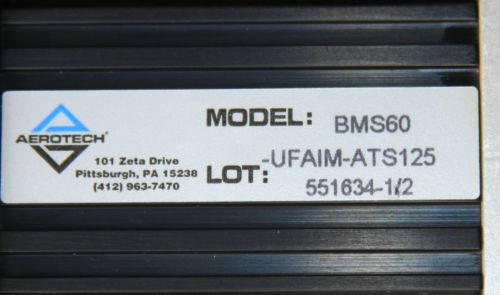 AEROTECH®
101 Zeta Drive
Pittsburgh, PA 15238
(412) 963-7470
MODEL: BMS60
-UFAIM-ATS125
LOT: 551634-1/2